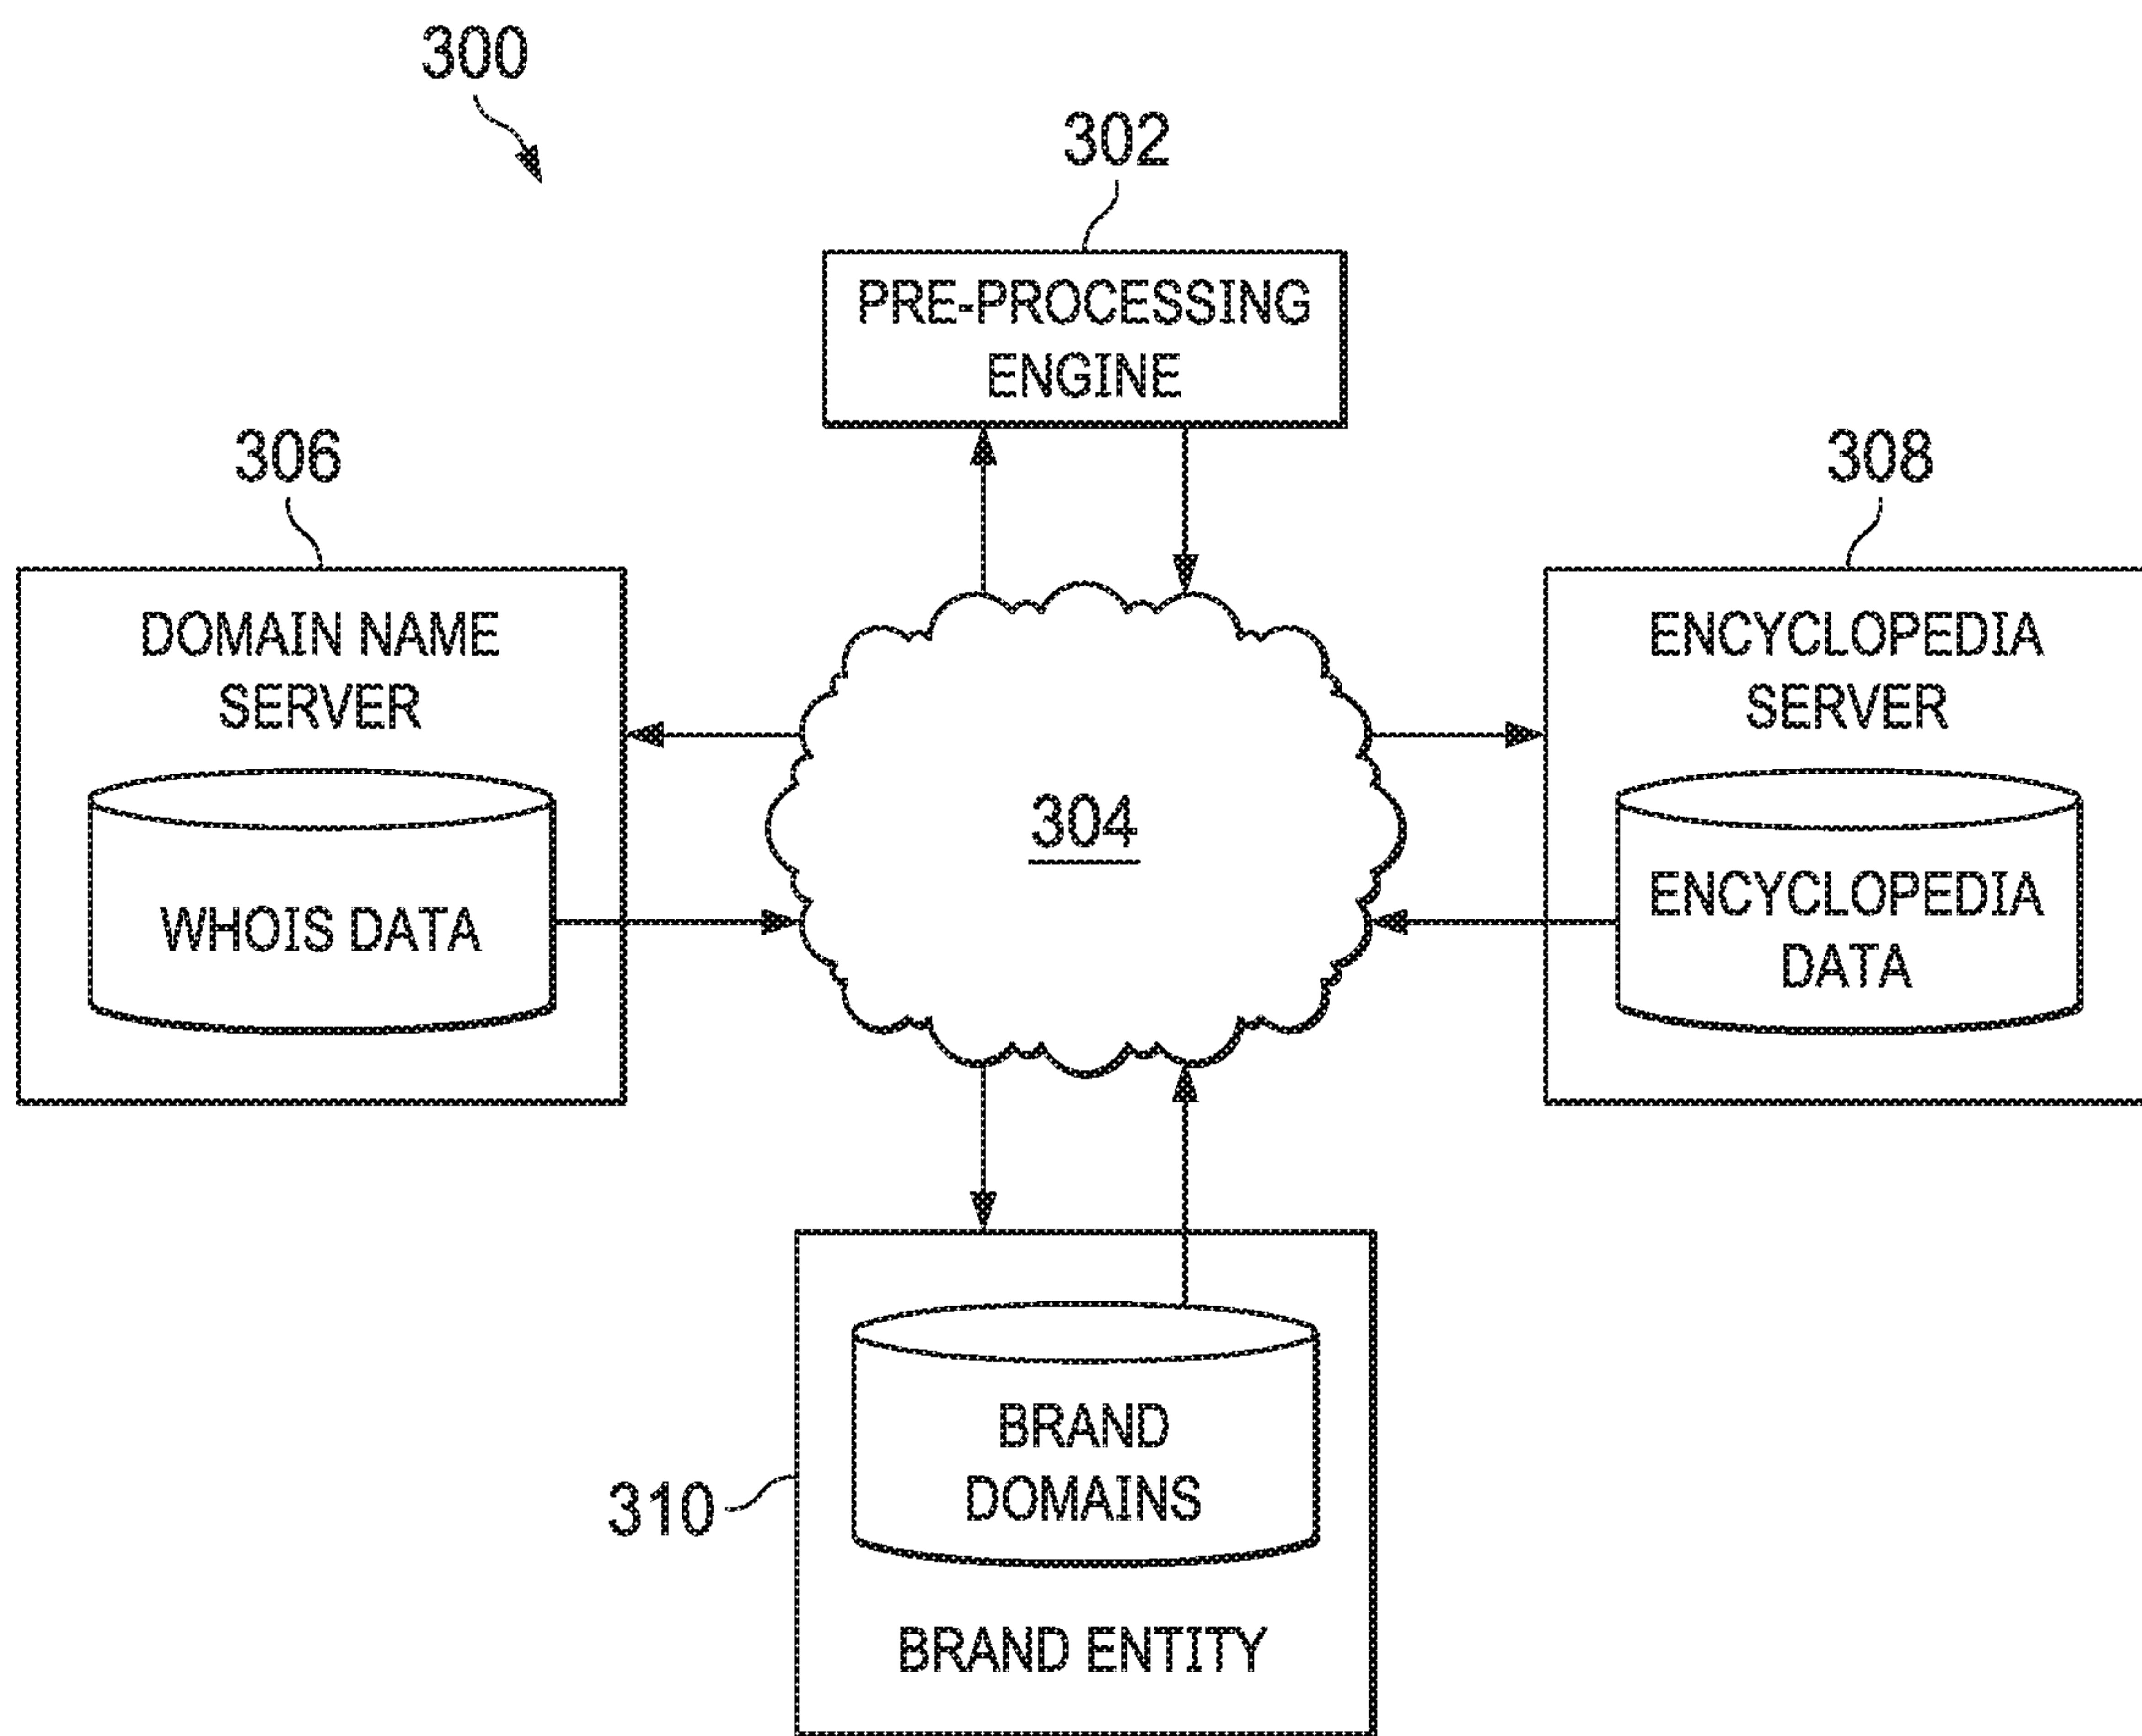 300
302
PRE-PROCESSING
ENGINE
306
308
DOMAIN NAME
SERVER
WHOIS DATA
304
ENCYCLOPEDIA
SERVER
ENCYCLOPEDIA
DATA
310
BRAND
DOMAINS
BRAND ENTITY